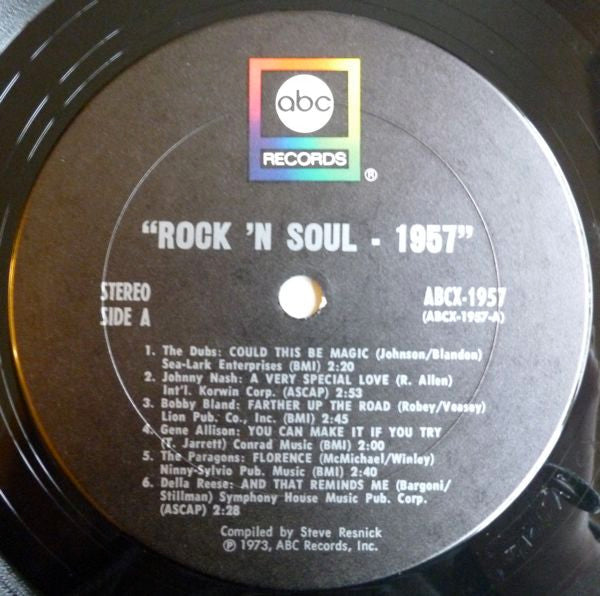 abc
RECORDS
®
"ROCK 'N SOUL - 1957"
STEREO
SIDE A
ABCX-1957
(ABCX-1957-A)
1. The Dubs: COULD THIS BE MAGIC (Johnson/Blandon)
Sea-Lark Enterprises (BMI) 2:20
2. Johnny Nash: A VERY SPECIAL LOVE (R. Allen)
Int'l. Korwin Corp. (ASCAP) 2:53
3. Bobby Bland: FARTHER UP THE ROAD (Robey/Veasey)
Lion Pub. Co., Inc. (BMI) 2:45
4. Gene Allison: YOU CAN MAKE IT IF YOU TRY
(T. Jarrett) Conrad Music (BMI) 2:00
5. The Paragons: FLORENCE (McMichael/Winley)
Ninny-Sylvio Pub. Music (BMI) 2:40
6. Della Reese: AND THAT REMINDS ME (Bargoni/
Stillman) Symphony House Music Pub. Corp.
(ASCAP) 2:28
Compiled by Steve Resnick
℗ 1973, ABC Records, Inc.